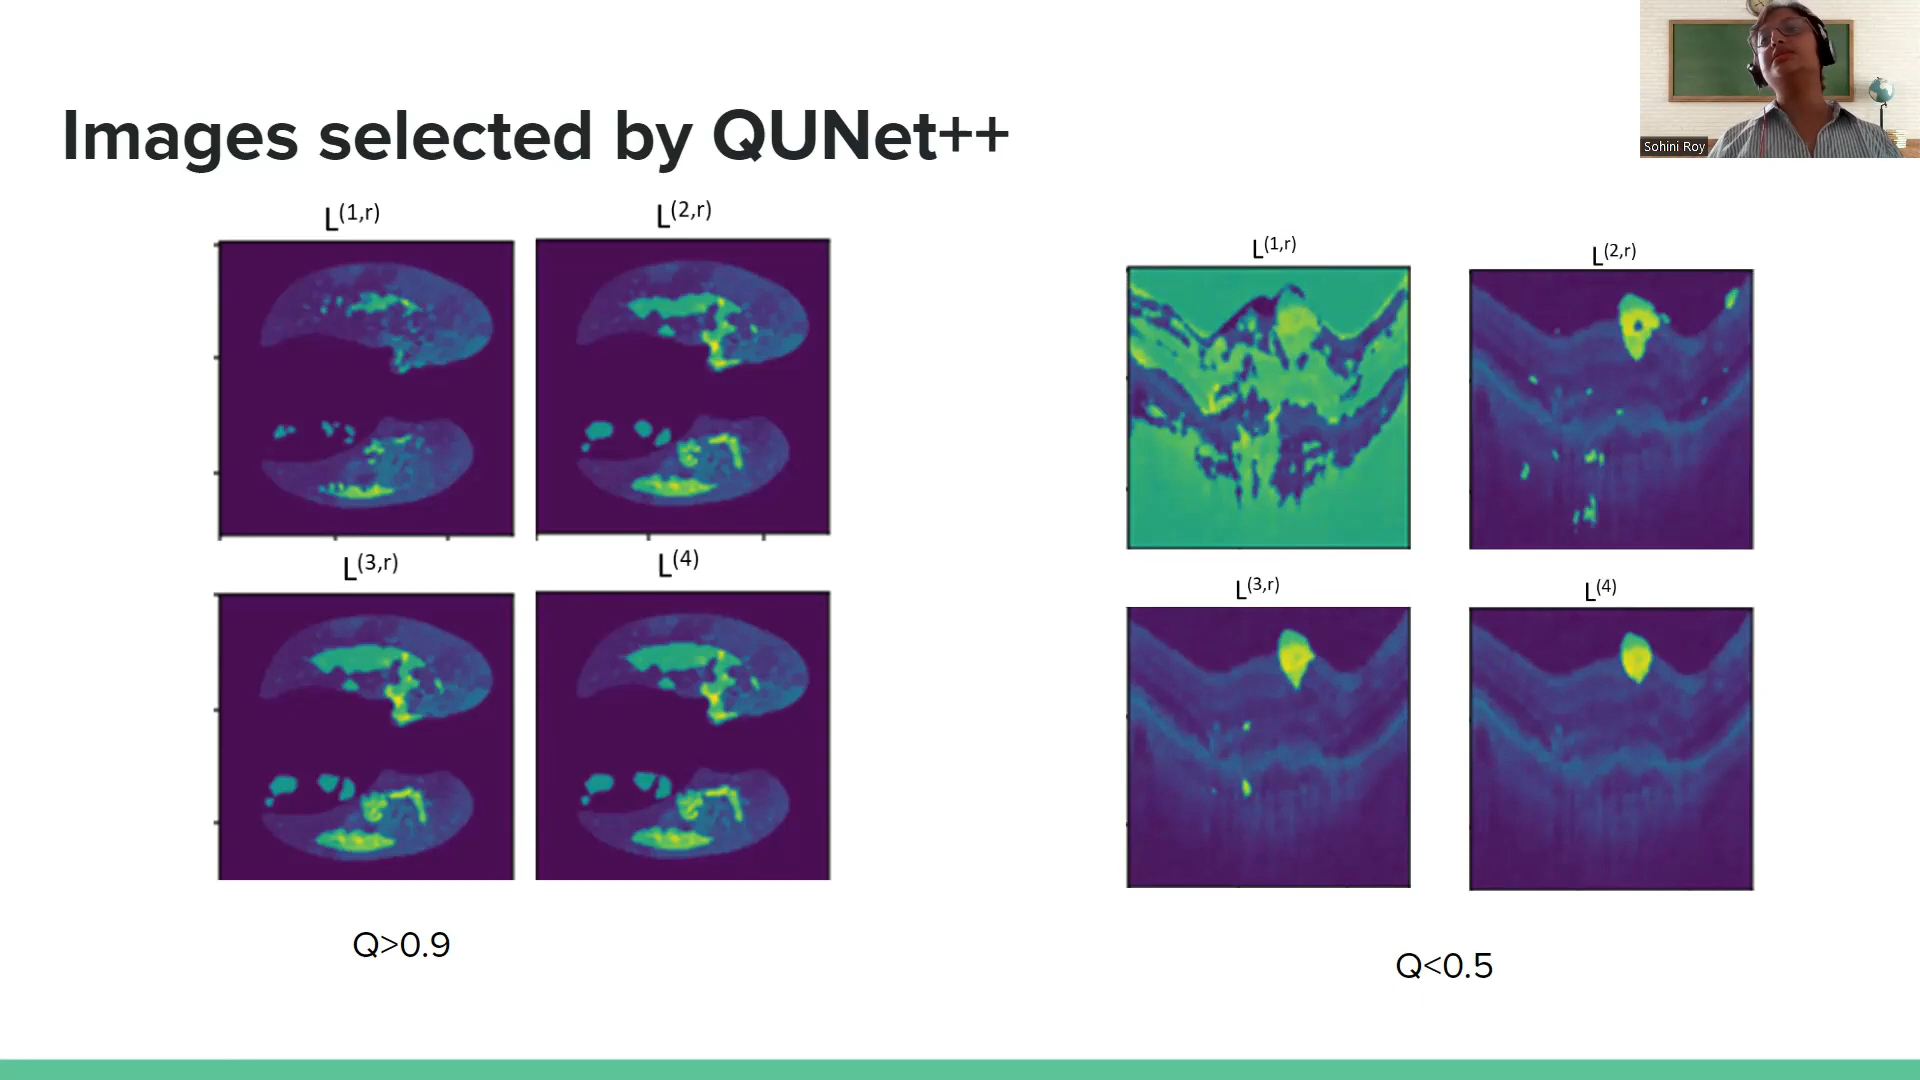 Images selected by QUNet++
Sohini Roy
L(1,r)
L(2,r)
L(3,r)
L(4)
Q>0.9
L(1,r)
L(2,r)
L(3,r)
L(4)
Q<0.5